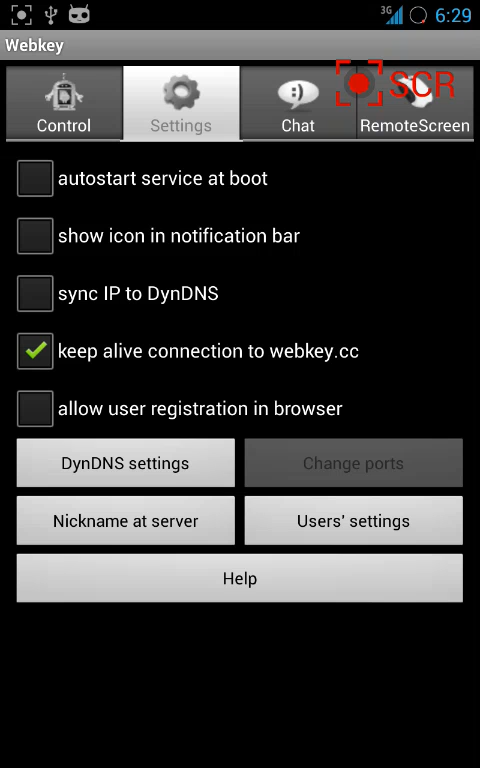 3G 6:29
Webkey
SCR
Control Settings Chat RemoteScreen
autostart service at boot
show icon in notification bar
sync IP to DynDNS
keep alive connection to webkey.cc
allow user registration in browser
DynDNS settings Change ports
Nickname at server Users' settings
Help